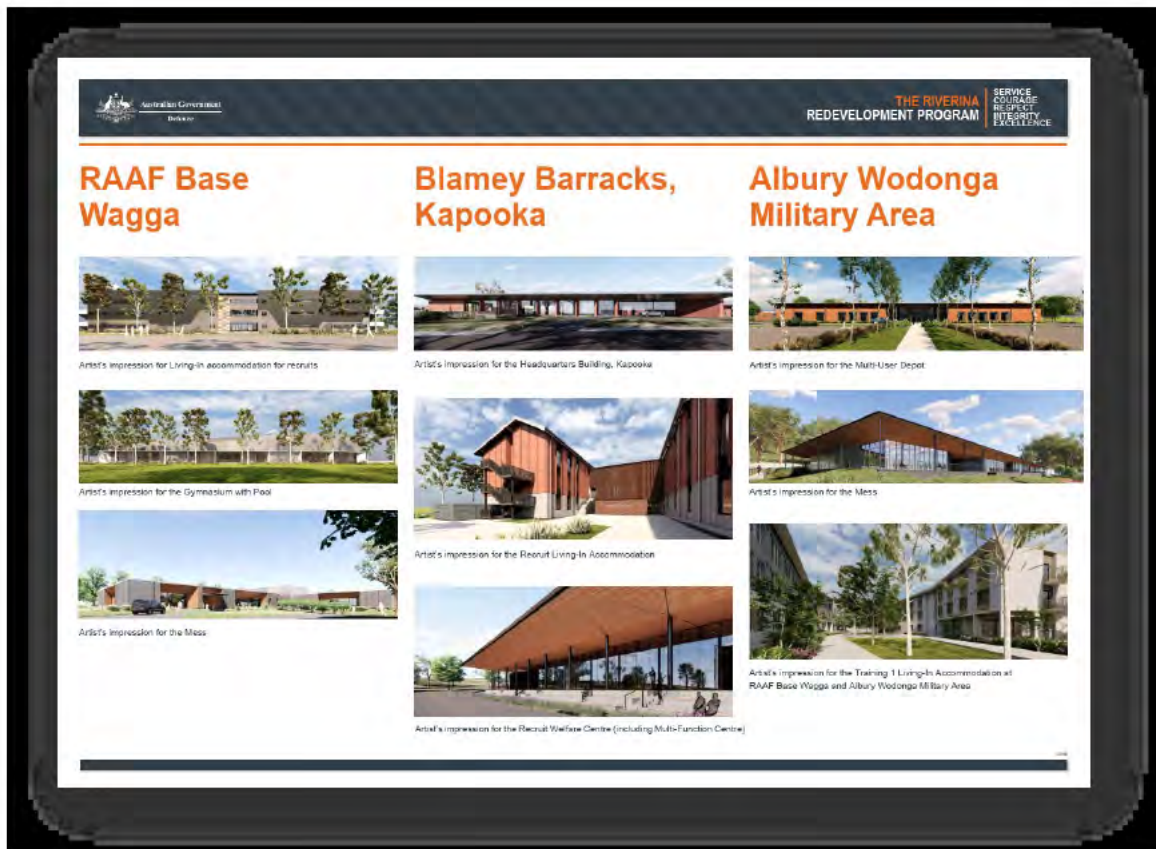 Australian Government
Defence
THE RIVERINA
REDEVELOPMENT PROGRAM
SERVICE
COURAGE
RESPECT
INTEGRITY
EXCELLENCE
RAAF Base
Wagga
Artist's impression for Living-In accommodation for recruits
Artist's impression for the Gymnasium with Pool
Artist's impression for the Mess
Blamey Barracks,
Kapooka
Artist's impression for the Headquarters Building, Kapooka
Artist's impression for the Recruit Living-In Accommodation
Artist's impression for the Recruit Welfare Centre (including Multi-Function Centre)
Albury Wodonga
Military Area
Artist's impression for the Multi-User Depot
Artist's impression for the Mess
Artist's impression for the Training 1 Living-In Accommodation at
RAAF Base Wagga and Albury Wodonga Military Area